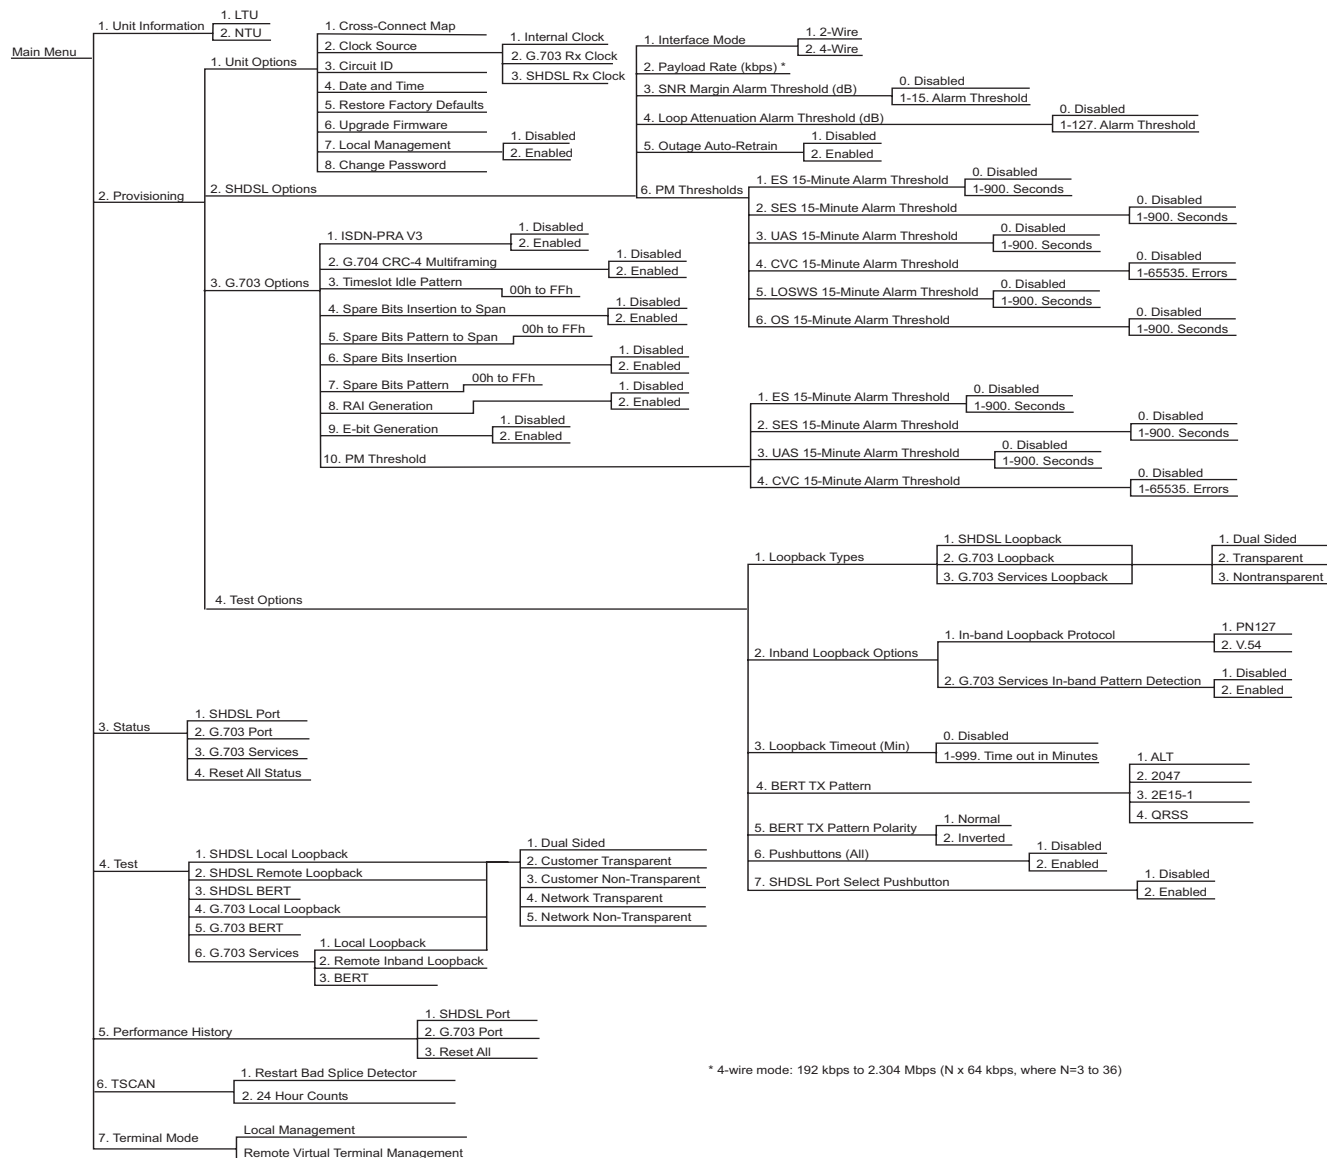 Main Menu
1. Unit Information
1. LTU
2. NTU
2. Provisioning
1. Unit Options
1. Cross-Connect Map
2. Clock Source
1. Internal Clock
2. G.703 Rx Clock
3. SHDSL Rx Clock
3. Circuit ID
4. Date and Time
5. Restore Factory Defaults
6. Upgrade Firmware
7. Local Management
1. Disabled
2. Enabled
8. Change Password
2. SHDSL Options
1. Interface Mode
1. 2-Wire
2. 4-Wire
2. Payload Rate (kbps) *
3. SNR Margin Alarm Threshold (dB)
0. Disabled
1-15. Alarm Threshold
4. Loop Attenuation Alarm Threshold (dB)
0. Disabled
1-127. Alarm Threshold
5. Outage Auto-Retrain
1. Disabled
2. Enabled
6. PM Thresholds
1. ES 15-Minute Alarm Threshold
0. Disabled
1-900. Seconds
2. SES 15-Minute Alarm Threshold
0. Disabled
1-900. Seconds
3. UAS 15-Minute Alarm Threshold
0. Disabled
1-900. Seconds
4. CVC 15-Minute Alarm Threshold
0. Disabled
1-65535. Errors
5. LOSWS 15-Minute Alarm Threshold
0. Disabled
1-900. Seconds
6. OS 15-Minute Alarm Threshold
0. Disabled
1-900. Seconds
3. G.703 Options
1. ISDN-PRA V3
1. Disabled
2. Enabled
2. G.704 CRC-4 Multiframing
1. Disabled
2. Enabled
3. Timeslot Idle Pattern
00h to FFh
4. Spare Bits Insertion to Span
1. Disabled
2. Enabled
5. Spare Bits Pattern to Span
00h to FFh
6. Spare Bits Insertion
1. Disabled
2. Enabled
7. Spare Bits Pattern
00h to FFh
8. RAI Generation
1. Disabled
2. Enabled
9. E-bit Generation
1. Disabled
2. Enabled
10. PM Threshold
1. ES 15-Minute Alarm Threshold
0. Disabled
1-900. Seconds
2. SES 15-Minute Alarm Threshold
0. Disabled
1-900. Seconds
3. UAS 15-Minute Alarm Threshold
0. Disabled
1-900. Seconds
4. CVC 15-Minute Alarm Threshold
0. Disabled
1-65535. Errors
4. Test Options
1. Loopback Types
1. SHDSL Loopback
2. G.703 Loopback
3. G.703 Services Loopback
1. Dual Sided
2. Transparent
3. Nontransparent
2. Inband Loopback Options
1. In-band Loopback Protocol
1. PN127
2. V.54
2. G.703 Services In-band Pattern Detection
1. Disabled
2. Enabled
3. Loopback Timeout (Min)
0. Disabled
1-999. Time out in Minutes
4. BERT TX Pattern
1. ALT
2. 2047
3. 2E15-1
4. QRSS
5. BERT TX Pattern Polarity
1. Normal
2. Inverted
6. Pushbuttons (All)
1. Disabled
2. Enabled
7. SHDSL Port Select Pushbutton
1. Disabled
2. Enabled
3. Status
1. SHDSL Port
2. G.703 Port
3. G.703 Services
4. Reset All Status
4. Test
1. SHDSL Local Loopback
2. SHDSL Remote Loopback
3. SHDSL BERT
4. G.703 Local Loopback
5. G.703 BERT
6. G.703 Services
1. Local Loopback
2. Remote Inband Loopback
3. BERT
1. Dual Sided
2. Customer Transparent
3. Customer Non-Transparent
4. Network Transparent
5. Network Non-Transparent
5. Performance History
1. SHDSL Port
2. G.703 Port
3. Reset All
6. TSCAN
1. Restart Bad Splice Detector
2. 24 Hour Counts
7. Terminal Mode
Local Management
Remote Virtual Terminal Management
* 4-wire mode: 192 kbps to 2.304 Mbps (N x 64 kbps, where N=3 to 36)